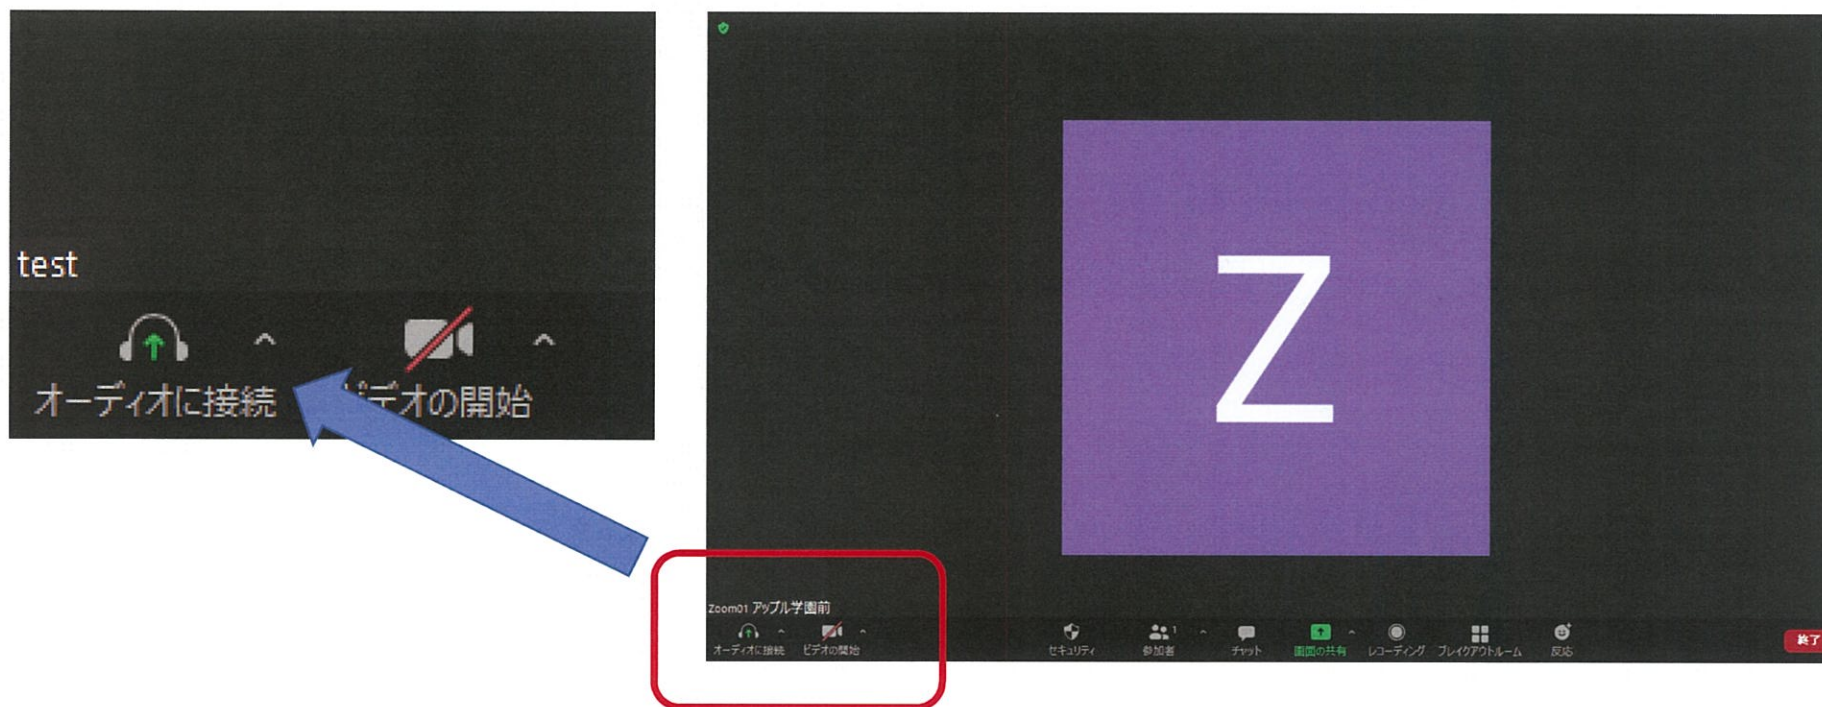 test
オーディオに接続
デオの開始
Z
Zoom01 アップル学園前
オーディオに接続 ビデオの開始 セキュリティ 参加者 1 チャット 画面の共有 レコーディング ブレイクアウトルーム 反応 終了